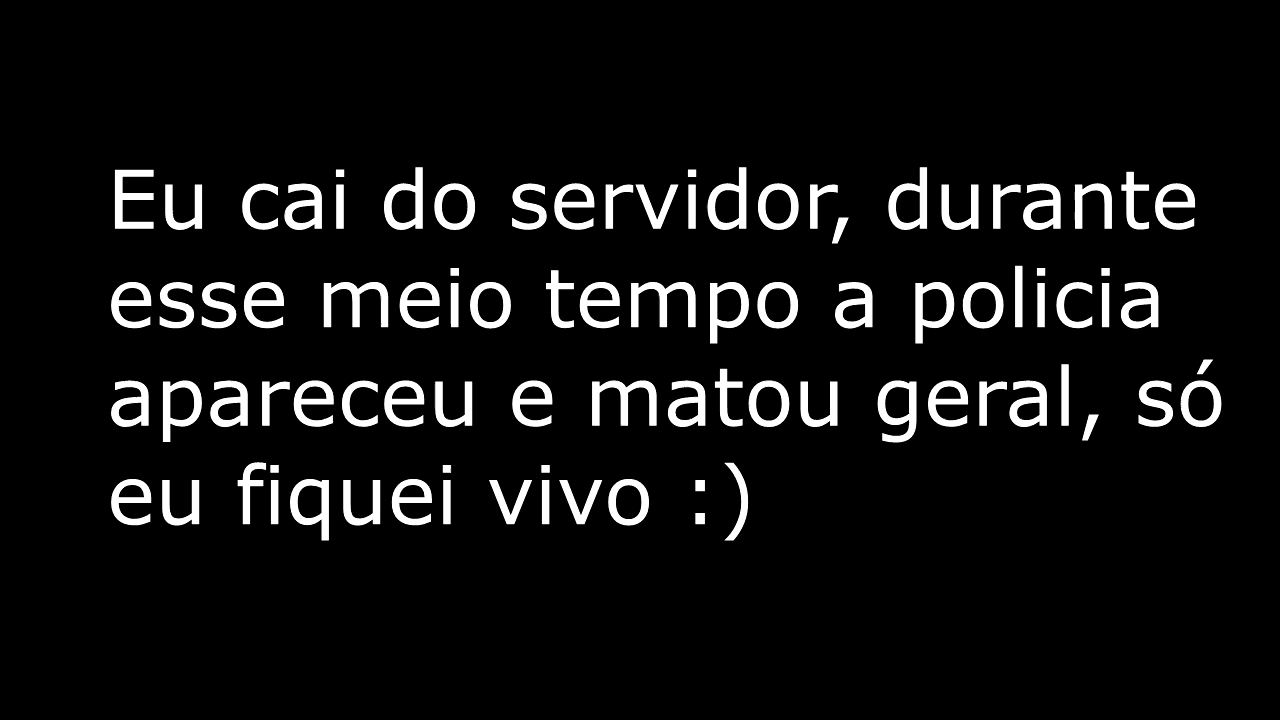 Eu cai do servidor, durante
esse meio tempo a policia
apareceu e matou geral, só
eu fiquei vivo :)